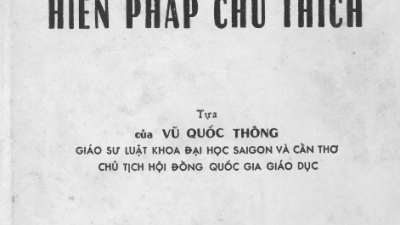 HIẾN PHÁP CHÚ THÍCH
Tựa
của VŨ QUỐC THÔNG
GIÁO SƯ LUẬT KHOA ĐẠI HỌC SAIGON VÀ CẦN THƠ
CHỦ TỊCH HỘI ĐỒNG QUỐC GIA GIÁO DỤC